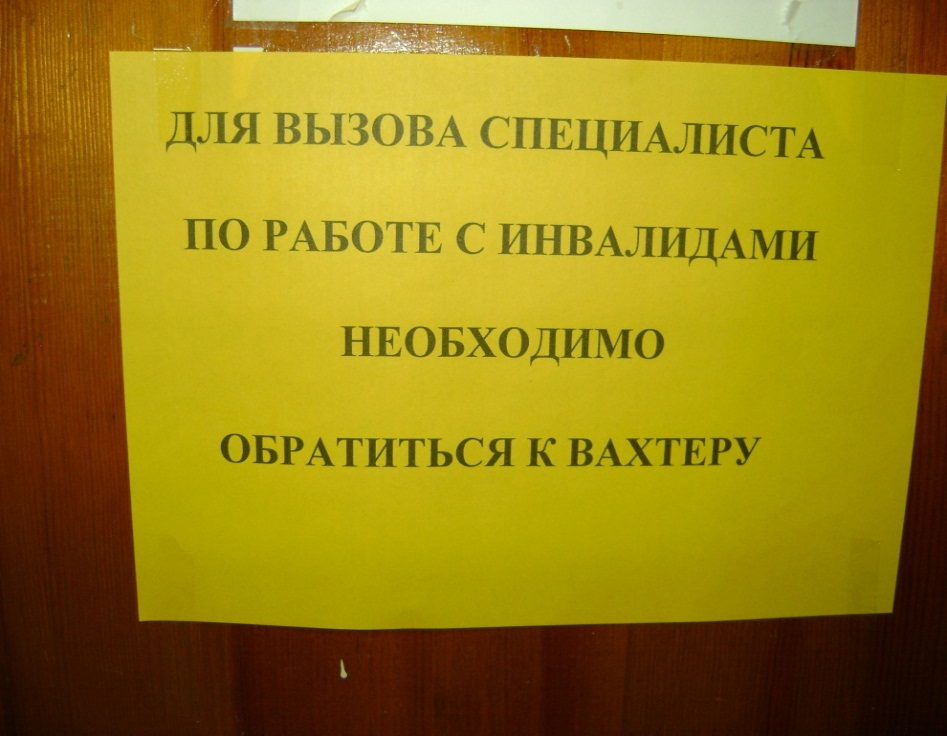 ДЛЯ ВЫЗОВА СПЕЦИАЛИСТА
ПО РАБОТЕ С ИНВАЛИДАМИ
НЕОБХОДИМО
ОБРАТИТЬСЯ К ВАХТЕРУ